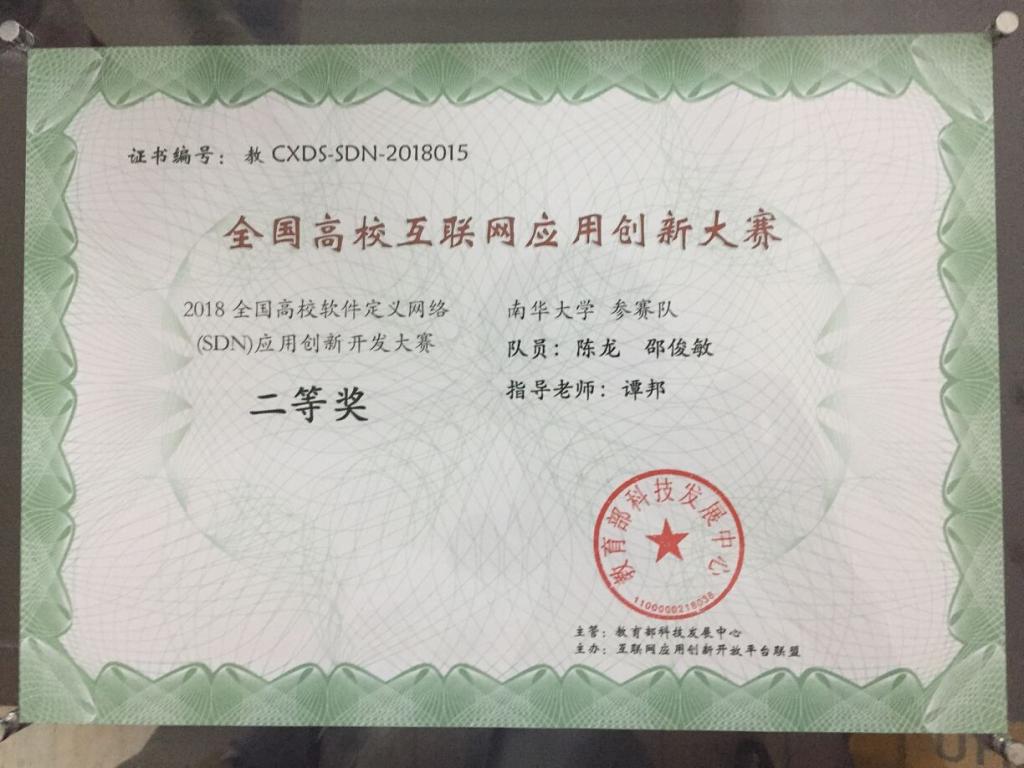 证书编号：教 CXDS-SDN-2018015
全国高校互联网应用创新大赛
2018 全国高校软件定义网络
(SDN)应用创新开发大赛
二等奖
南华大学 参赛队
队员：陈龙 邵俊敏
指导老师：谭邦
教育部科技发展中心
1100000218038
主管：教育部科技发展中心
主办：互联网应用创新开放平台联盟